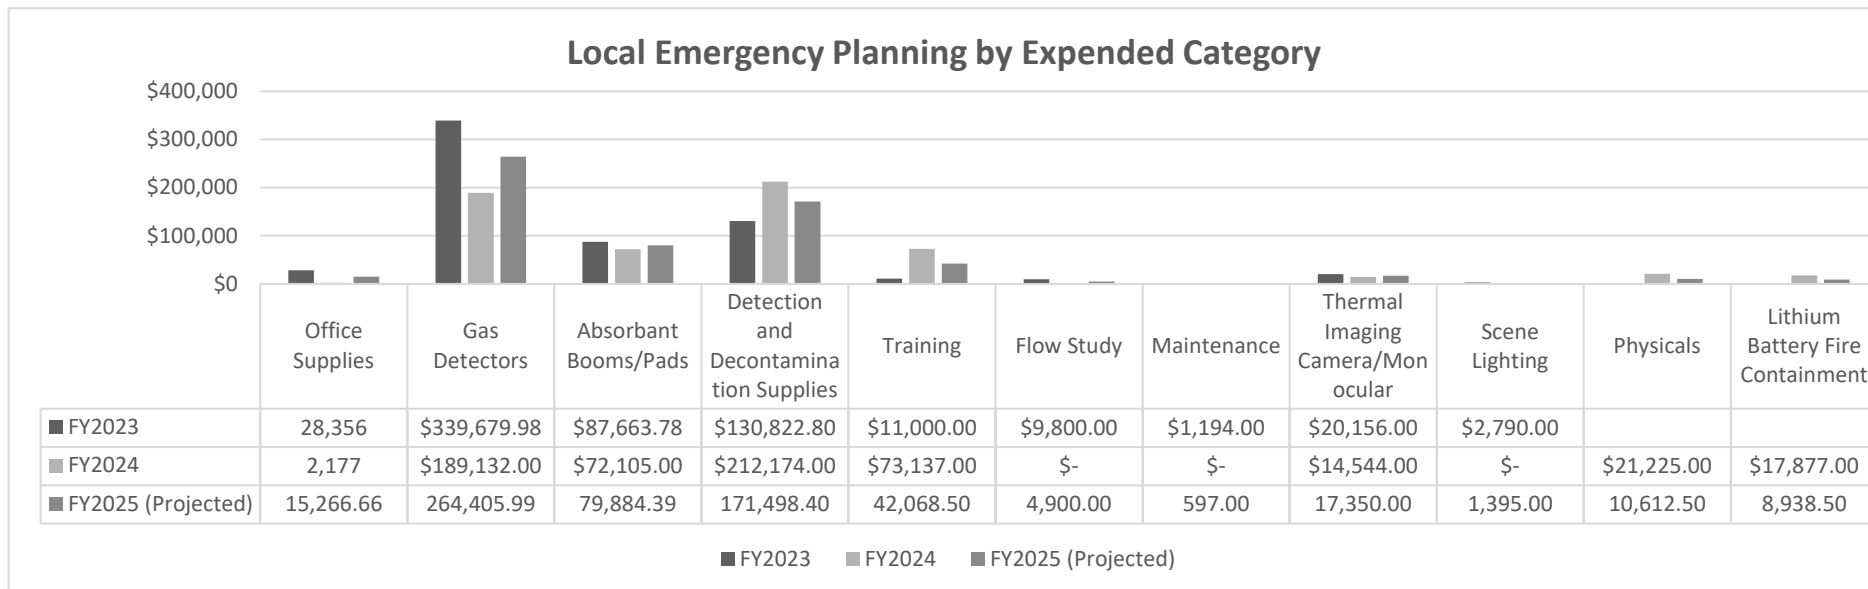 Local Emergency Planning by Expended Category
$400,000
$300,000
$200,000
$100,000
$0
Office
Supplies
Gas
Detectors
Absorbant
Booms/Pads
Detection
and
Decontamina
tion Supplies
Training
Flow Study
Maintenance
Thermal
Imaging
Camera/Mon
ocular
Scene
Lighting
Physicals
Lithium
Battery Fire
Containment
FY2023 28,356 $339,679.98 $87,663.78 $130,822.80 $11,000.00 $9,800.00 $1,194.00 $20,156.00 $2,790.00
FY2024 2,177 $189,132.00 $72,105.00 $212,174.00 $73,137.00 $- $- $14,544.00 $- $21,225.00 $17,877.00
FY2025 (Projected) 15,266.66 264,405.99 79,884.39 171,498.40 42,068.50 4,900.00 597.00 17,350.00 1,395.00 10,612.50 8,938.50
FY2023 FY2024 FY2025 (Projected)